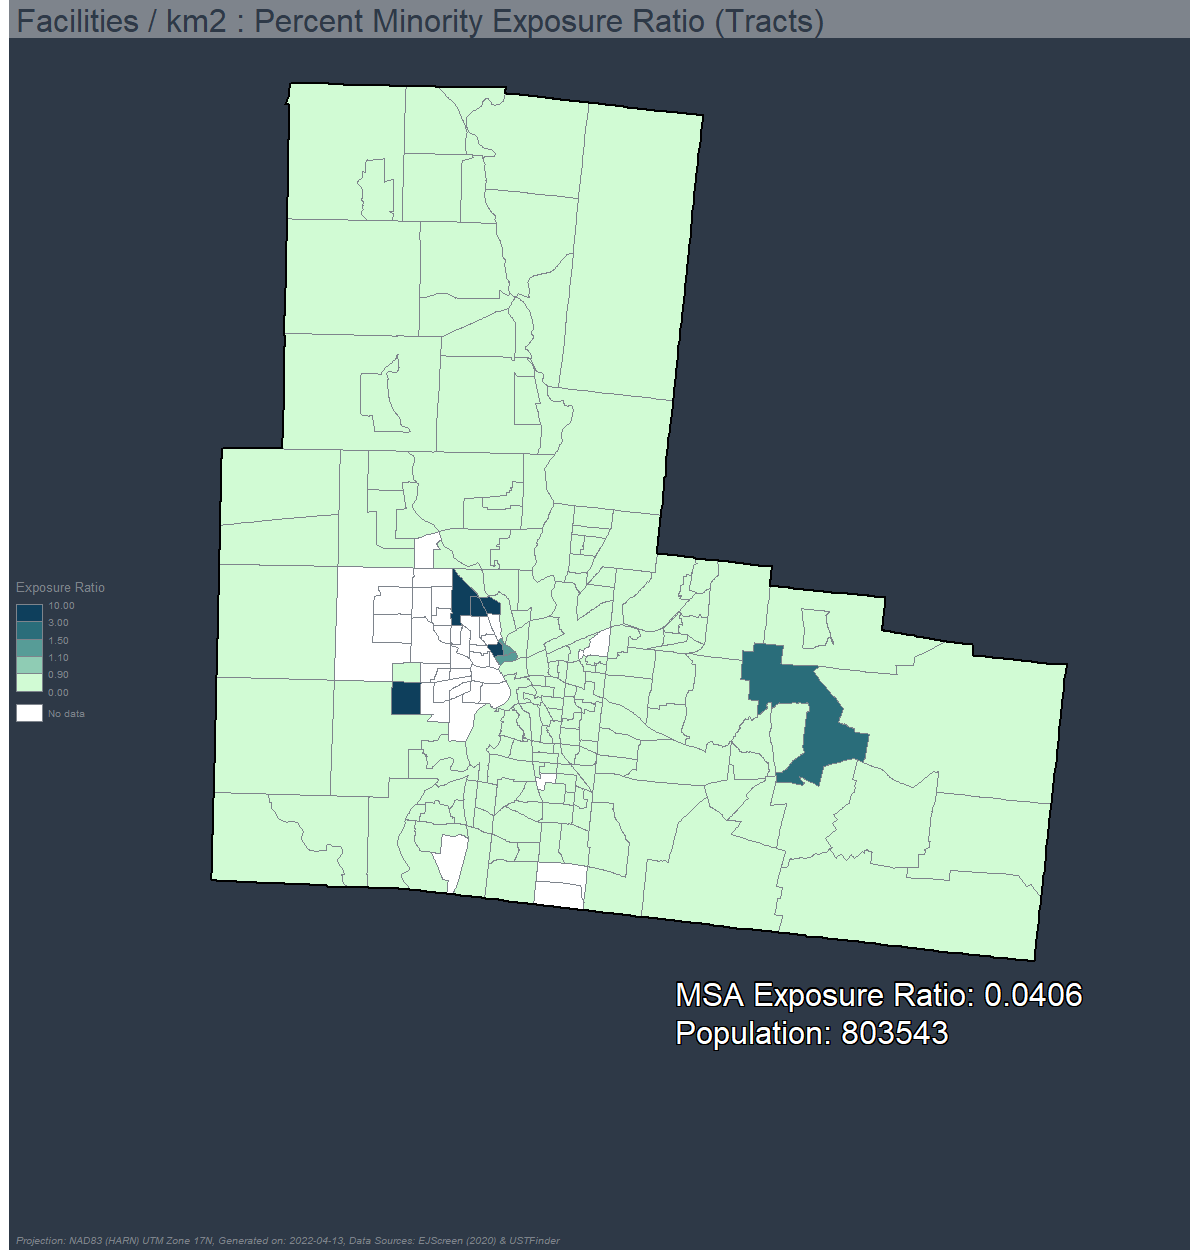 Facilities / km2 : Percent Minority Exposure Ratio (Tracts)
Exposure Ratio
10.00
3.00
1.50
1.10
0.90
0.00
No data
MSA Exposure Ratio: 0.0406
Population: 803543
Projection: NAD83 (HARN) UTM Zone 17N, Generated on: 2022-04-13, Data Sources: EJScreen (2020) & USTFinder